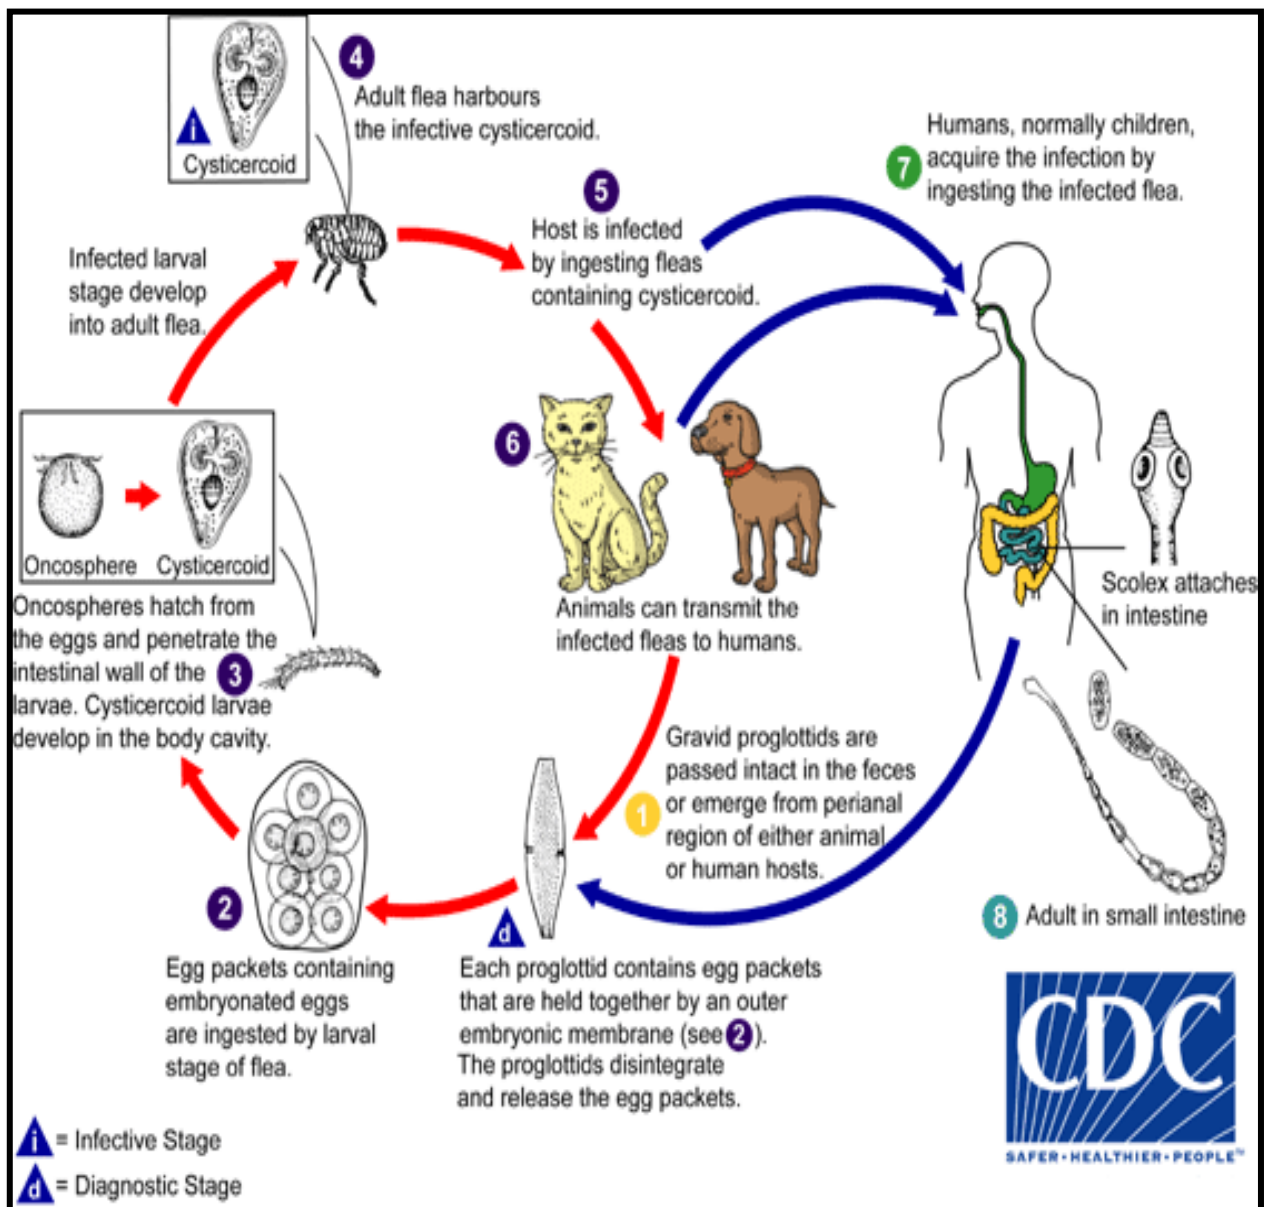 4
Adult flea harbours
the infective cysticercoid.
i
Cysticercoid
Humans, normally children,
7 acquire the infection by
ingesting the infected flea.
5
Host is infected
by ingesting fleas
containing cysticercoid.
Infected larval
stage develop
into adult flea.
6
Oncosphere Cysticercoid
Oncospheres hatch from
the eggs and penetrate the
intestinal wall of the 3
larvae. Cysticercoid larvae
develop in the body cavity.
Animals can transmit the
infected fleas to humans.
Scolex attaches
in intestine
Gravid proglottids are
passed intact in the feces
1 or emerge from perianal
region of either animal
or human hosts.
2
8 Adult in small intestine
d
Egg packets containing
embryonated eggs
are ingested by larval
stage of flea.
Each proglottid contains egg packets
that are held together by an outer
embryonic membrane (see 2).
The proglottids disintegrate
and release the egg packets.
CDC
SAFER·HEALTHIER·PEOPLE™
i = Infective Stage
d = Diagnostic Stage